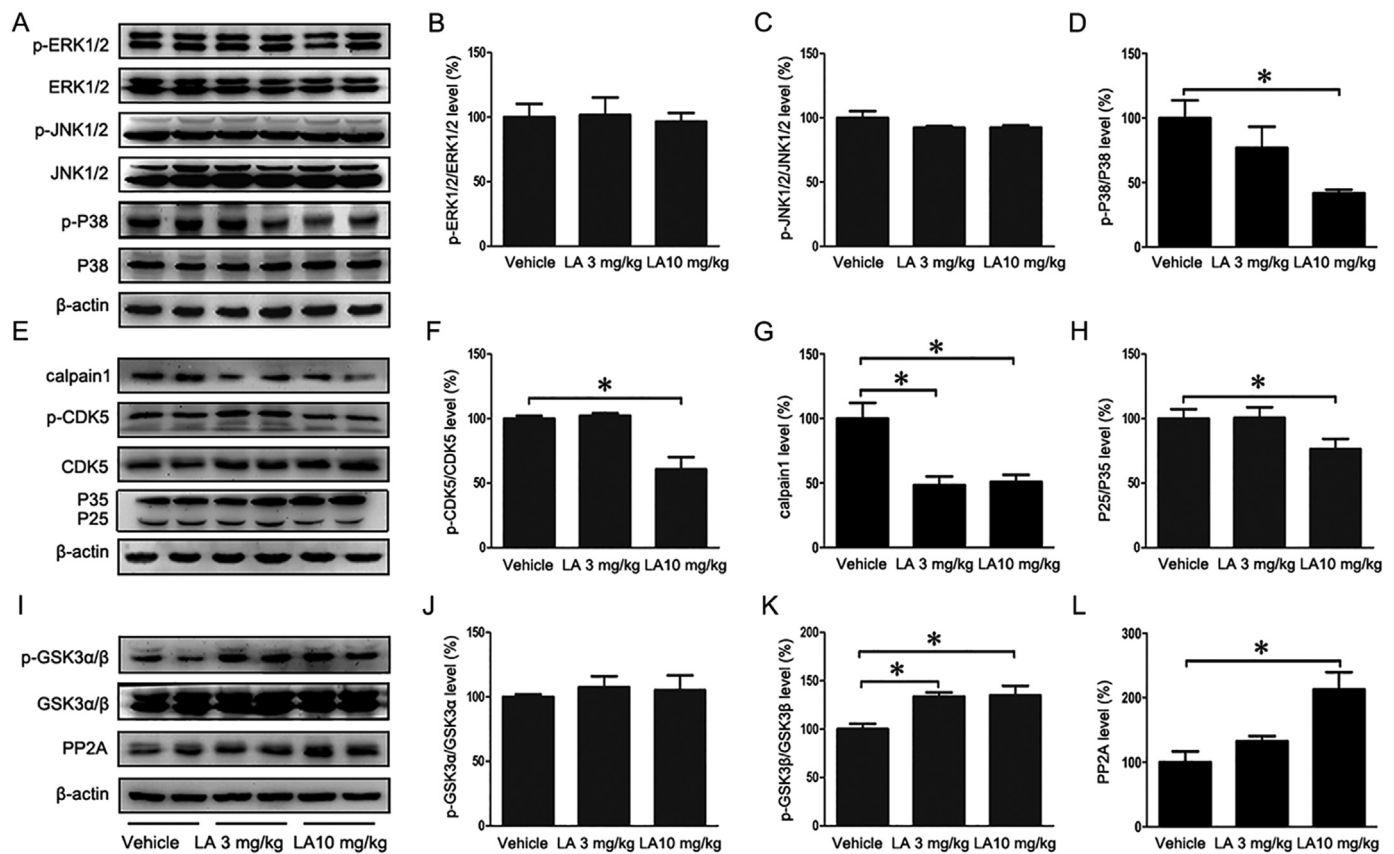 A
p-ERK1/2
ERK1/2
p-JNK1/2
JNK1/2
p-P38
P38
β-actin
B
p-ERK1/2/ERK1/2 level (%)
150
100
50
0
Vehicle LA 3 mg/kg LA10 mg/kg
C
p-JNK1/2/JNK1/2 level (%)
150
100
50
0
Vehicle LA 3 mg/kg LA10 mg/kg
D
p-P38/P38 level (%)
150
100
50
0
*
Vehicle LA 3 mg/kg LA10 mg/kg
E
calpain1
p-CDK5
CDK5
P35
P25
β-actin
F
p-CDK5/CDK5 level (%)
150
100
50
0
*
Vehicle LA 3 mg/kg LA10 mg/kg
G
calpain1 level (%)
150
100
50
0
*
*
Vehicle LA 3 mg/kg LA10 mg/kg
H
P25/P35 level (%)
150
100
50
0
*
Vehicle LA 3 mg/kg LA10 mg/kg
I
p-GSK3α/β
GSK3α/β
PP2A
β-actin
Vehicle LA 3 mg/kg LA10 mg/kg
J
p-GSK3α/GSK3α level (%)
150
100
50
0
Vehicle LA 3 mg/kg LA10 mg/kg
K
p-GSK3β/GSK3β level (%)
200
150
100
50
0
*
*
Vehicle LA 3 mg/kg LA10 mg/kg
L
PP2A level (%)
300
200
100
0
*
Vehicle LA 3 mg/kg LA10 mg/kg